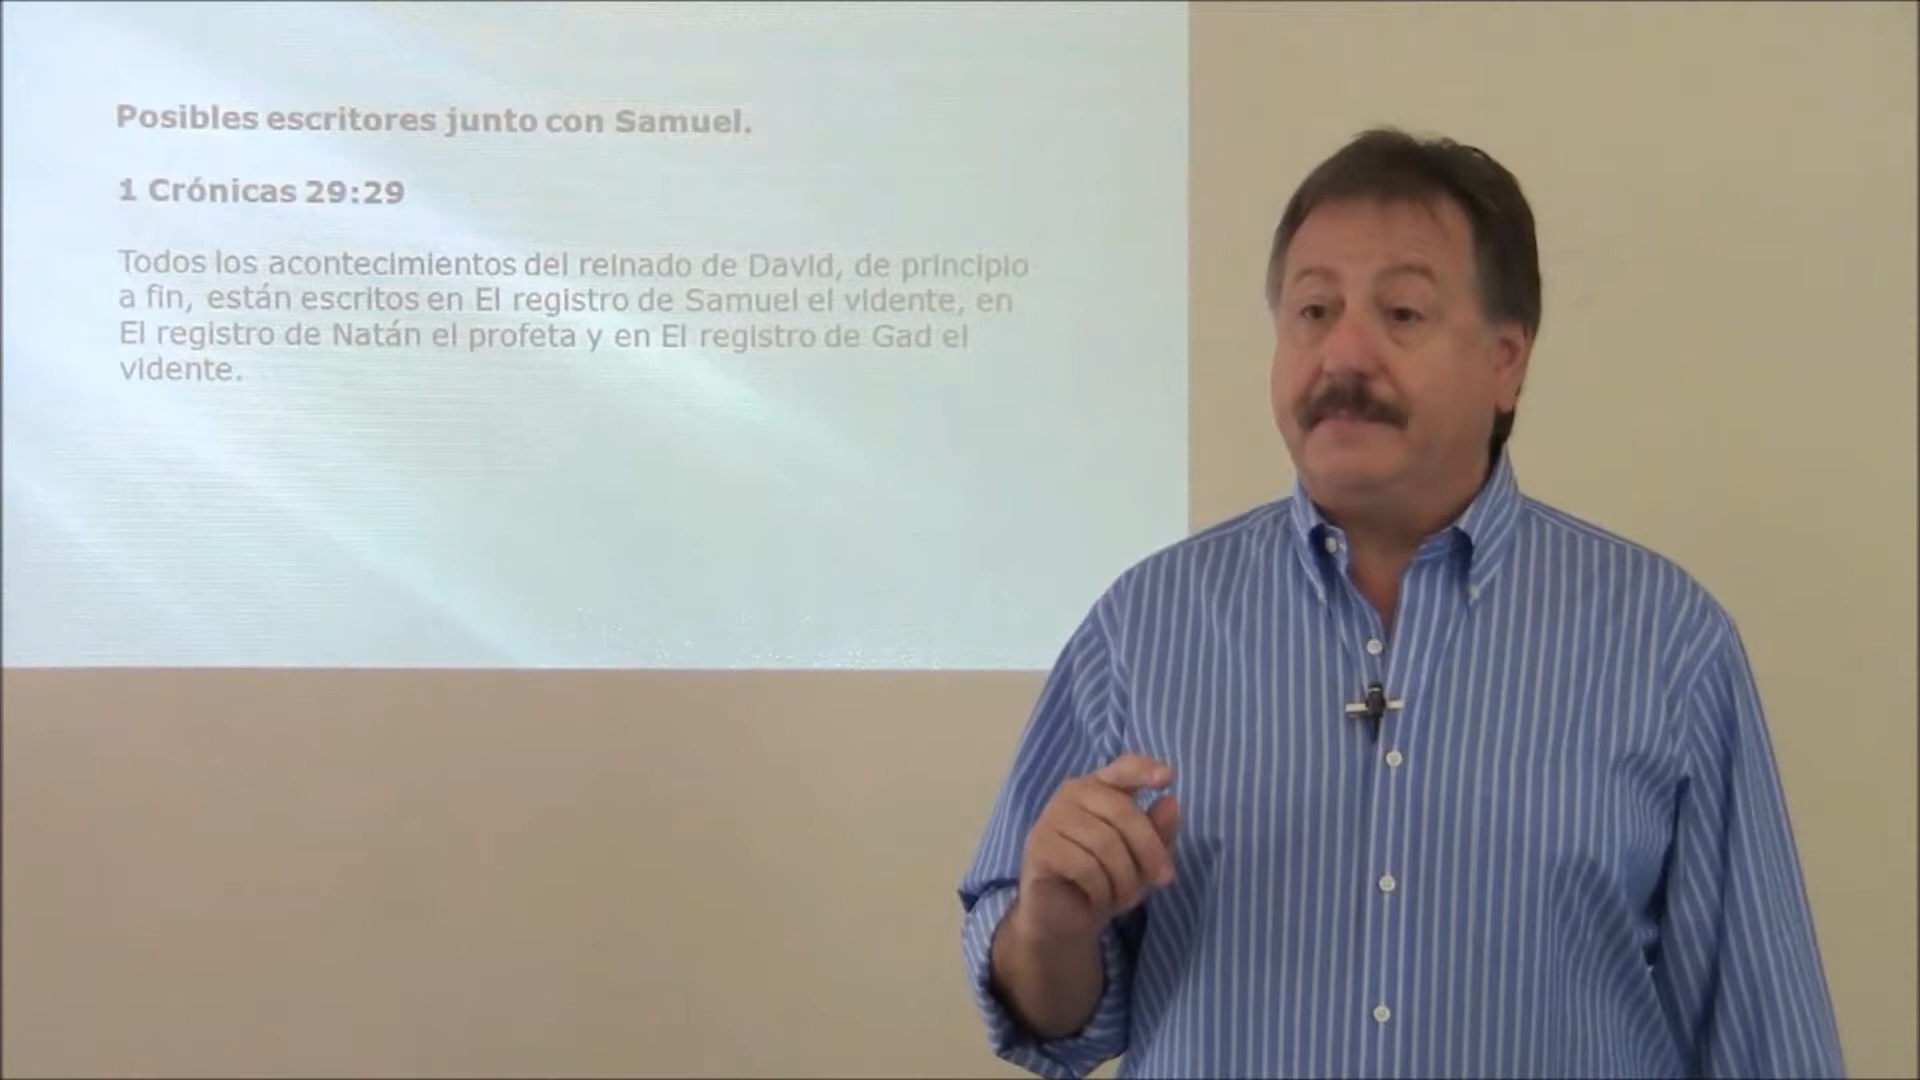 Posibles escritores junto con Samuel.
1 Crónicas 29:29
Todos los acontecimientos del reinado de David, de principio
a fin, están escritos en El registro de Samuel el vidente, en
El registro de Natán el profeta y en El registro de Gad el
vidente.